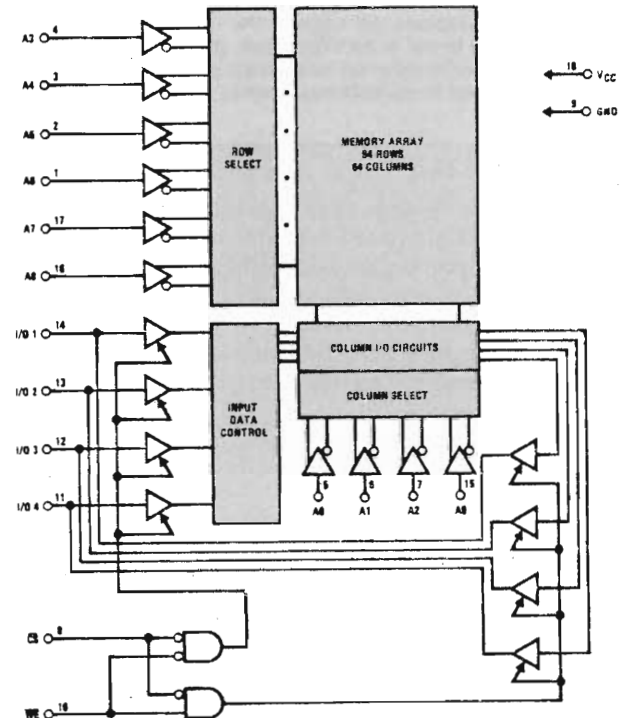 A3 4
A4 3
A5 2
A6 1
A7 17
A8 16
ROW
SELECT
MEMORY ARRAY
64 ROWS
64 COLUMNS
18 VCC
9 GND
I/O 1 14
I/O 2 13
I/O 3 12
I/O 4 11
INPUT
DATA
CONTROL
COLUMN I/O CIRCUITS
COLUMN SELECT
5 6 7 15
A0 A1 A2 A9
CS 8
WE 10